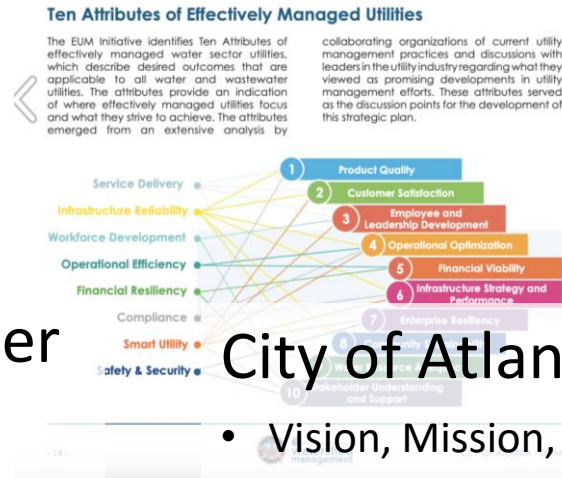 Ten Attributes of Effectively Managed Utilities
The EUM Initiative identifies Ten Attributes of
effectively managed water sector utilities,
which describe desired outcomes that are
applicable to all water and wastewater
utilities. The attributes provide an indication
of where effectively managed utilities focus
and what they strive to achieve. The attributes
emerged from an extensive analysis by
collaborating organizations of current utility
management practices and discussions with
leaders in the utility industry regarding what they
viewed as promising developments in utility
management efforts. These attributes served
as the discussion points for the development of
this strategic plan.
Service Delivery
Infrastructure Reliability
Workforce Development
Operational Efficiency
Financial Resiliency
Compliance
Smart Utility
Safety & Security
1 Product Quality
2 Customer Satisfaction
3 Employee and
Leadership Development
4 Operational Optimization
5 Financial Viability
6 Infrastructure Strategy and
Performance
7 Enterprise Resiliency
8
10 Stakeholder Understanding
and Support
er
City of Atlan
• Vision, Mission,
- 14 -
management